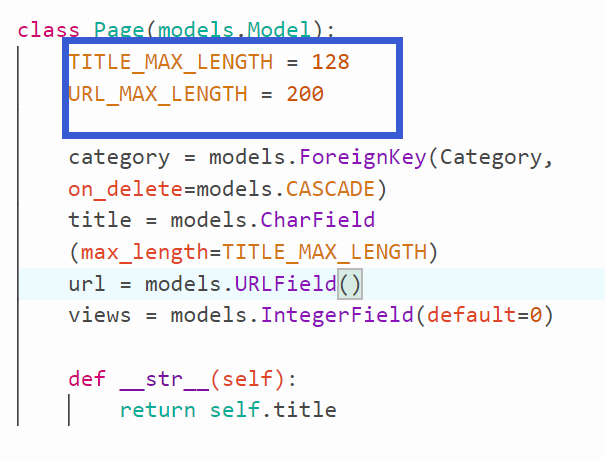 class Page(models.Model):
TITLE_MAX_LENGTH = 128
URL_MAX_LENGTH = 200
category = models.ForeignKey(Category,
on_delete=models.CASCADE)
title = models.CharField
(max_length=TITLE_MAX_LENGTH)
url = models.URLField()
views = models.IntegerField(default=0)
def __str__(self):
return self.title